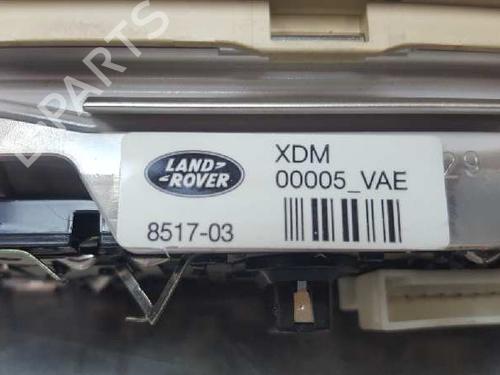 B-PARTS
LAND-
-ROVER
XDM
00005_VAE
8517-03
29